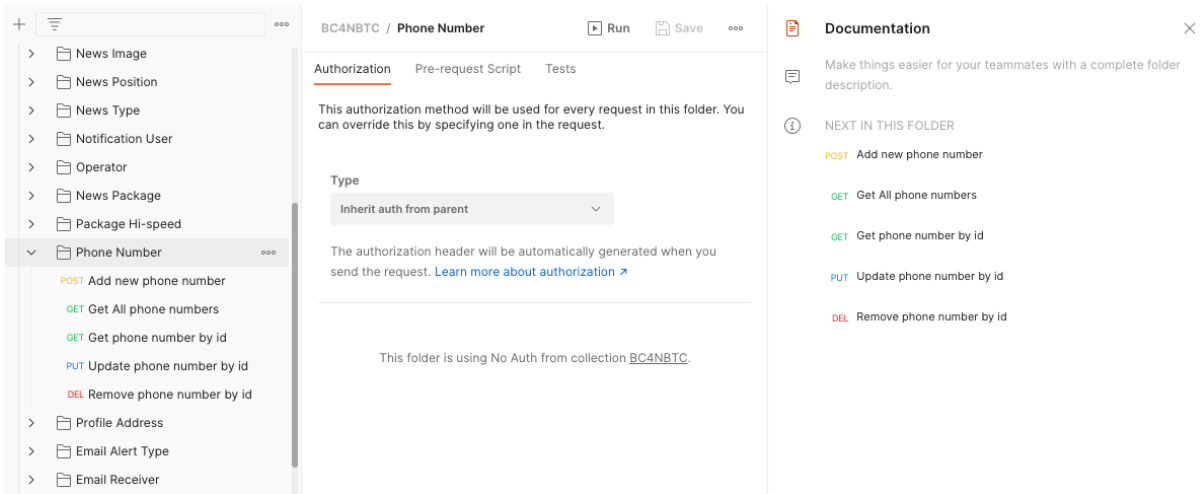 News Image
News Position
News Type
Notification User
Operator
News Package
Package Hi-speed
Phone Number
POST Add new phone number
GET Get All phone numbers
GET Get phone number by id
PUT Update phone number by id
DEL Remove phone number by id
Profile Address
Email Alert Type
Email Receiver
BC4NBTC / Phone Number
Run
Save
Authorization
Pre-request Script
Tests
This authorization method will be used for every request in this folder. You
can override this by specifying one in the request.
Type
Inherit auth from parent
The authorization header will be automatically generated when you
send the request. Learn more about authorization ↗
This folder is using No Auth from collection BC4NBTC.
Documentation
Make things easier for your teammates with a complete folder
description.
NEXT IN THIS FOLDER
POST Add new phone number
GET Get All phone numbers
GET Get phone number by id
PUT Update phone number by id
DEL Remove phone number by id